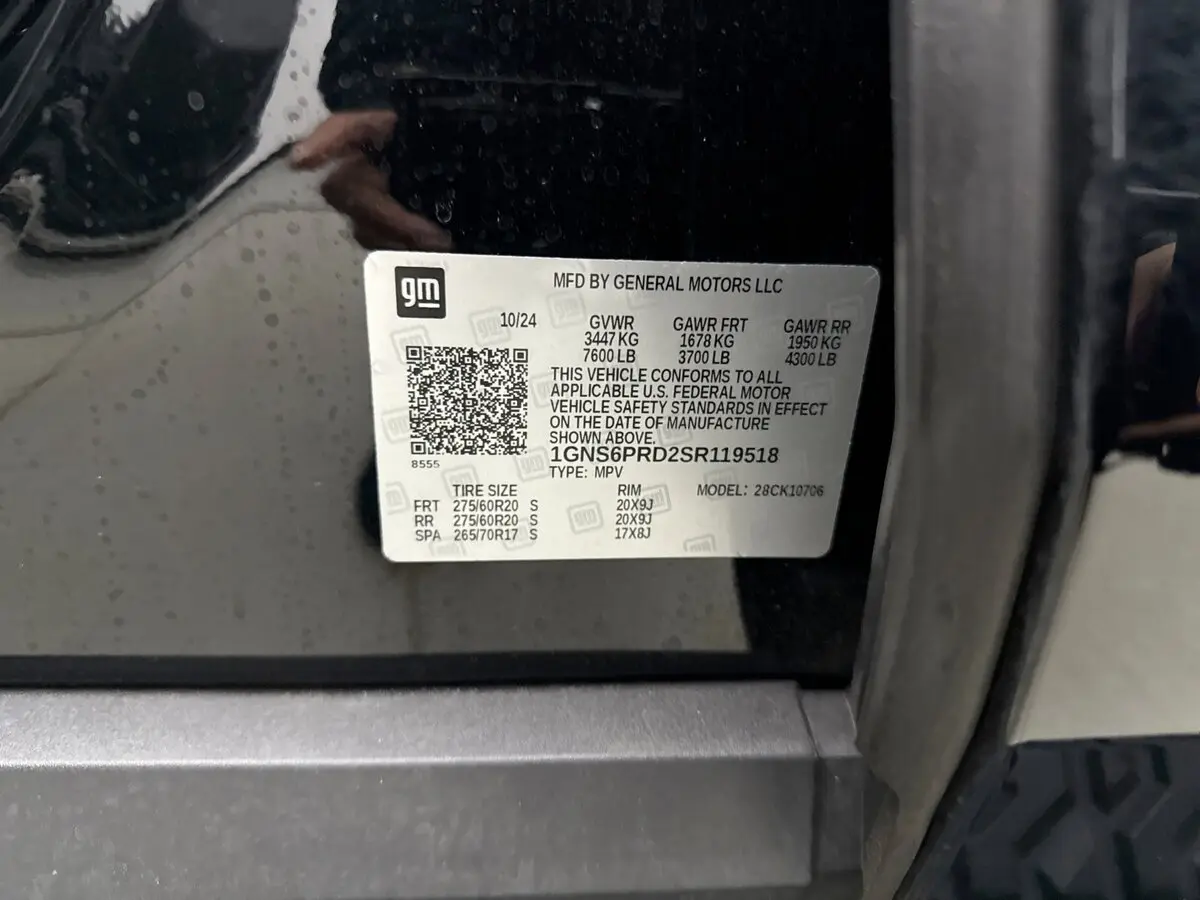 gm
MFD BY GENERAL MOTORS LLC
10/24 GVWR GAWR FRT GAWR RR
3447 KG 1678 KG 1950 KG
7600 LB 3700 LB 4300 LB
THIS VEHICLE CONFORMS TO ALL
APPLICABLE U.S. FEDERAL MOTOR
VEHICLE SAFETY STANDARDS IN EFFECT
ON THE DATE OF MANUFACTURE
SHOWN ABOVE.
8555
1GNS6PRD2SR119518
TYPE: MPV
TIRE SIZE RIM MODEL: 28CK10706
FRT 275/60R20 S 20X9J
RR 275/60R20 S 20X9J
SPA 265/70R17 S 17X8J